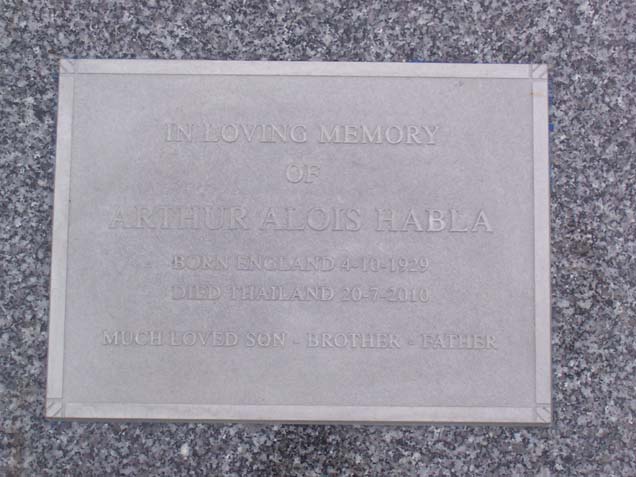 IN LOVING MEMORY
OF
ARTHUR ALOIS HABLA
BORN ENGLAND 4-10-1929
DIED THAILAND 20-7-2010
MUCH LOVED SON - BROTHER - FATHER